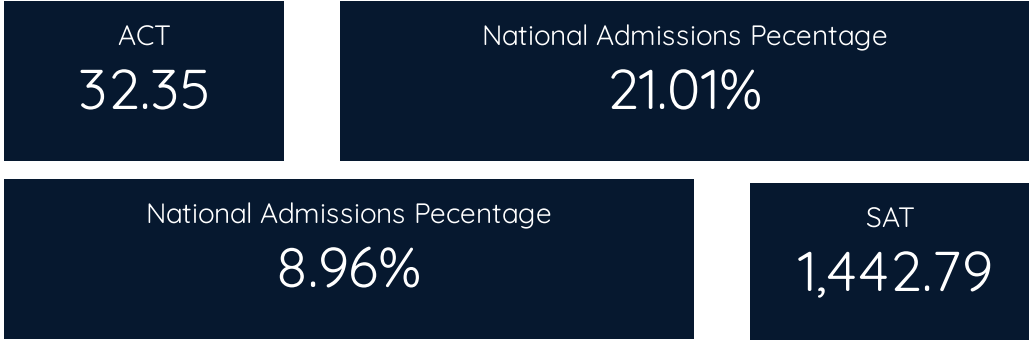 ACT
32.35
National Admissions Pecentage
21.01%
National Admissions Pecentage
8.96%
SAT
1,442.79